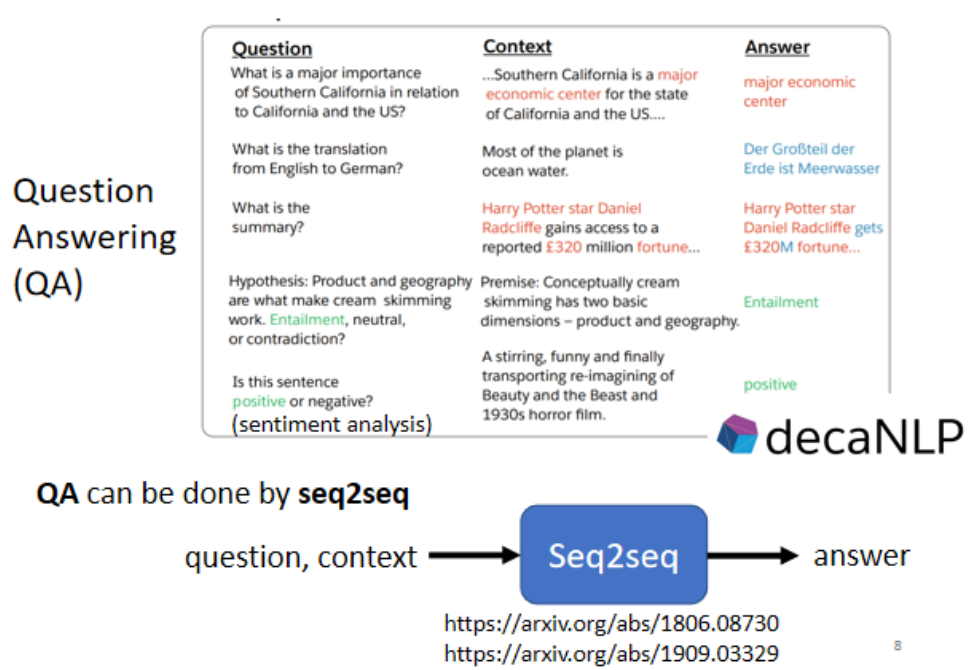 Question
Answering
(QA)
Question
What is a major importance
of Southern California in relation
to California and the US?
Context
...Southern California is a major
economic center for the state
of California and the US....
Answer
major economic
center
What is the translation
from English to German?
Most of the planet is
ocean water.
Der Großteil der
Erde ist Meerwasser
What is the
summary?
Harry Potter star Daniel
Radcliffe gains access to a
reported £320 million fortune...
Harry Potter star
Daniel Radcliffe gets
£320M fortune...
Hypothesis: Product and geography
are what make cream skimming
work. Entailment, neutral,
or contradiction?
Premise: Conceptually cream
skimming has two basic
dimensions – product and geography.
Entailment
Is this sentence
positive or negative?
(sentiment analysis)
A stirring, funny and finally
transporting re-imagining of
Beauty and the Beast and
1930s horror film.
positive
decaNLP
QA can be done by seq2seq
question, context
Seq2seq
answer
https://arxiv.org/abs/1806.08730
https://arxiv.org/abs/1909.03329
8